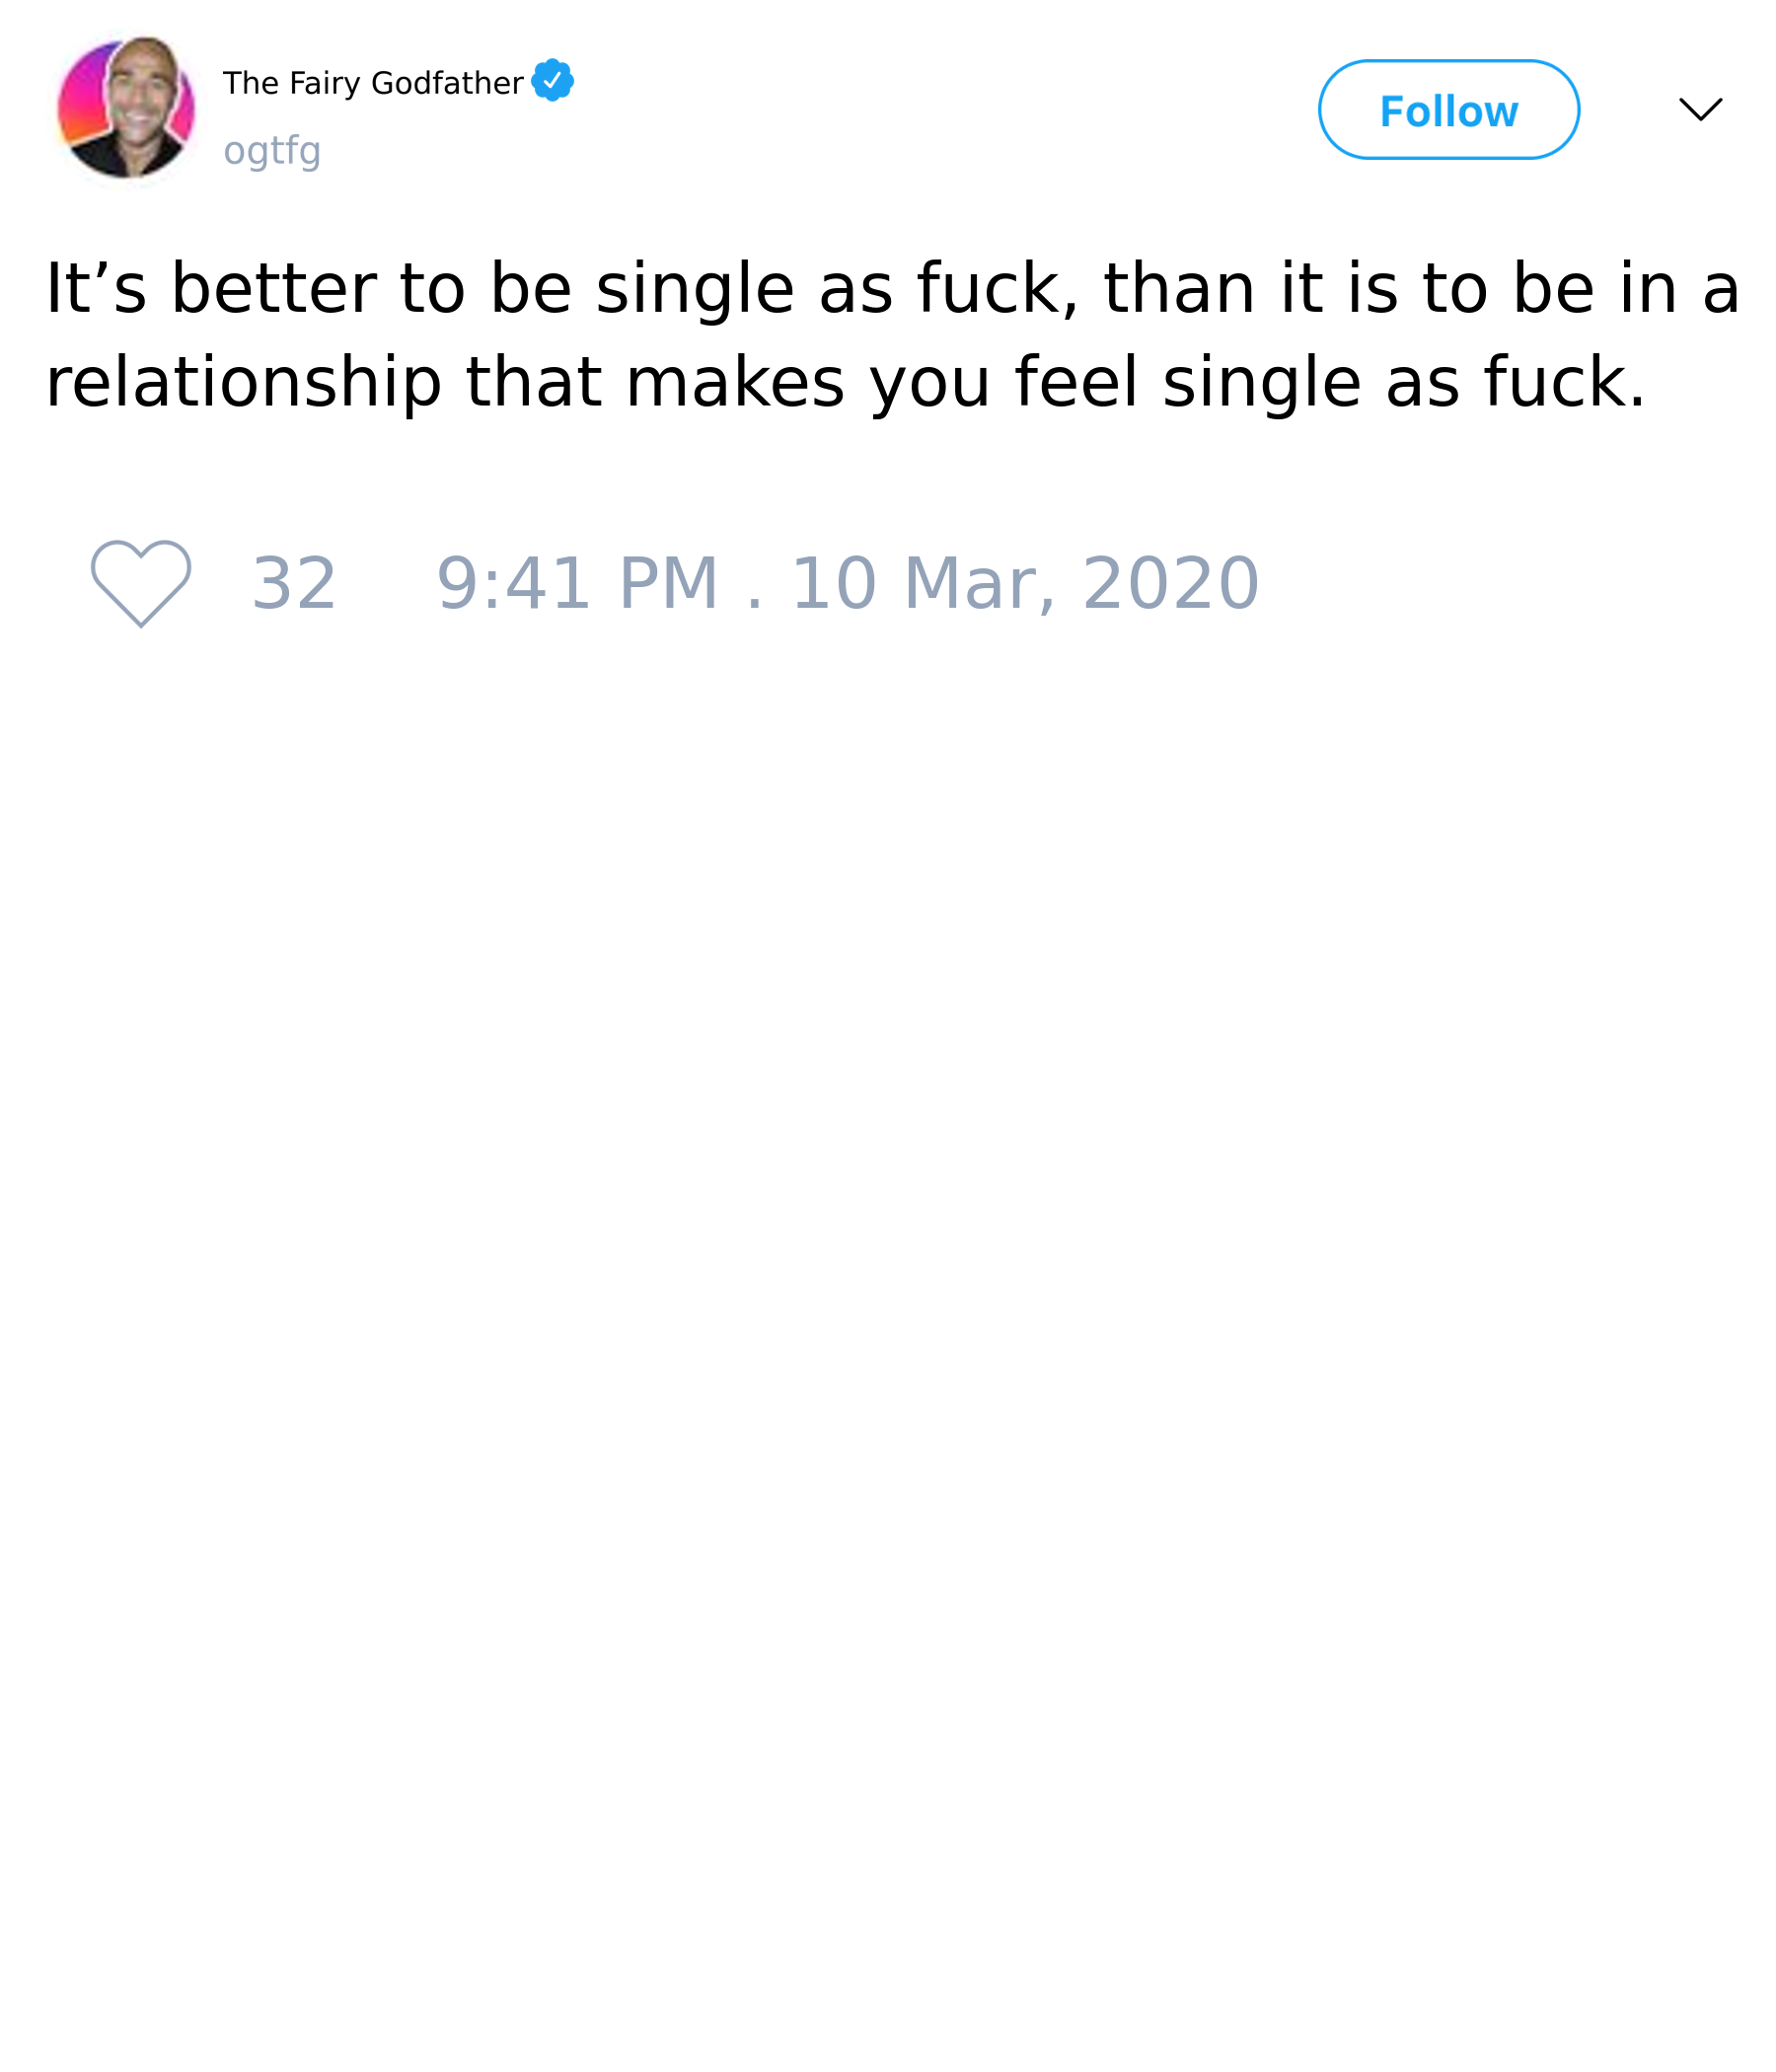 The Fairy Godfather
ogtfg
Follow
It’s better to be single as fuck, than it is to be in a
relationship that makes you feel single as fuck.
32 9:41 PM . 10 Mar, 2020